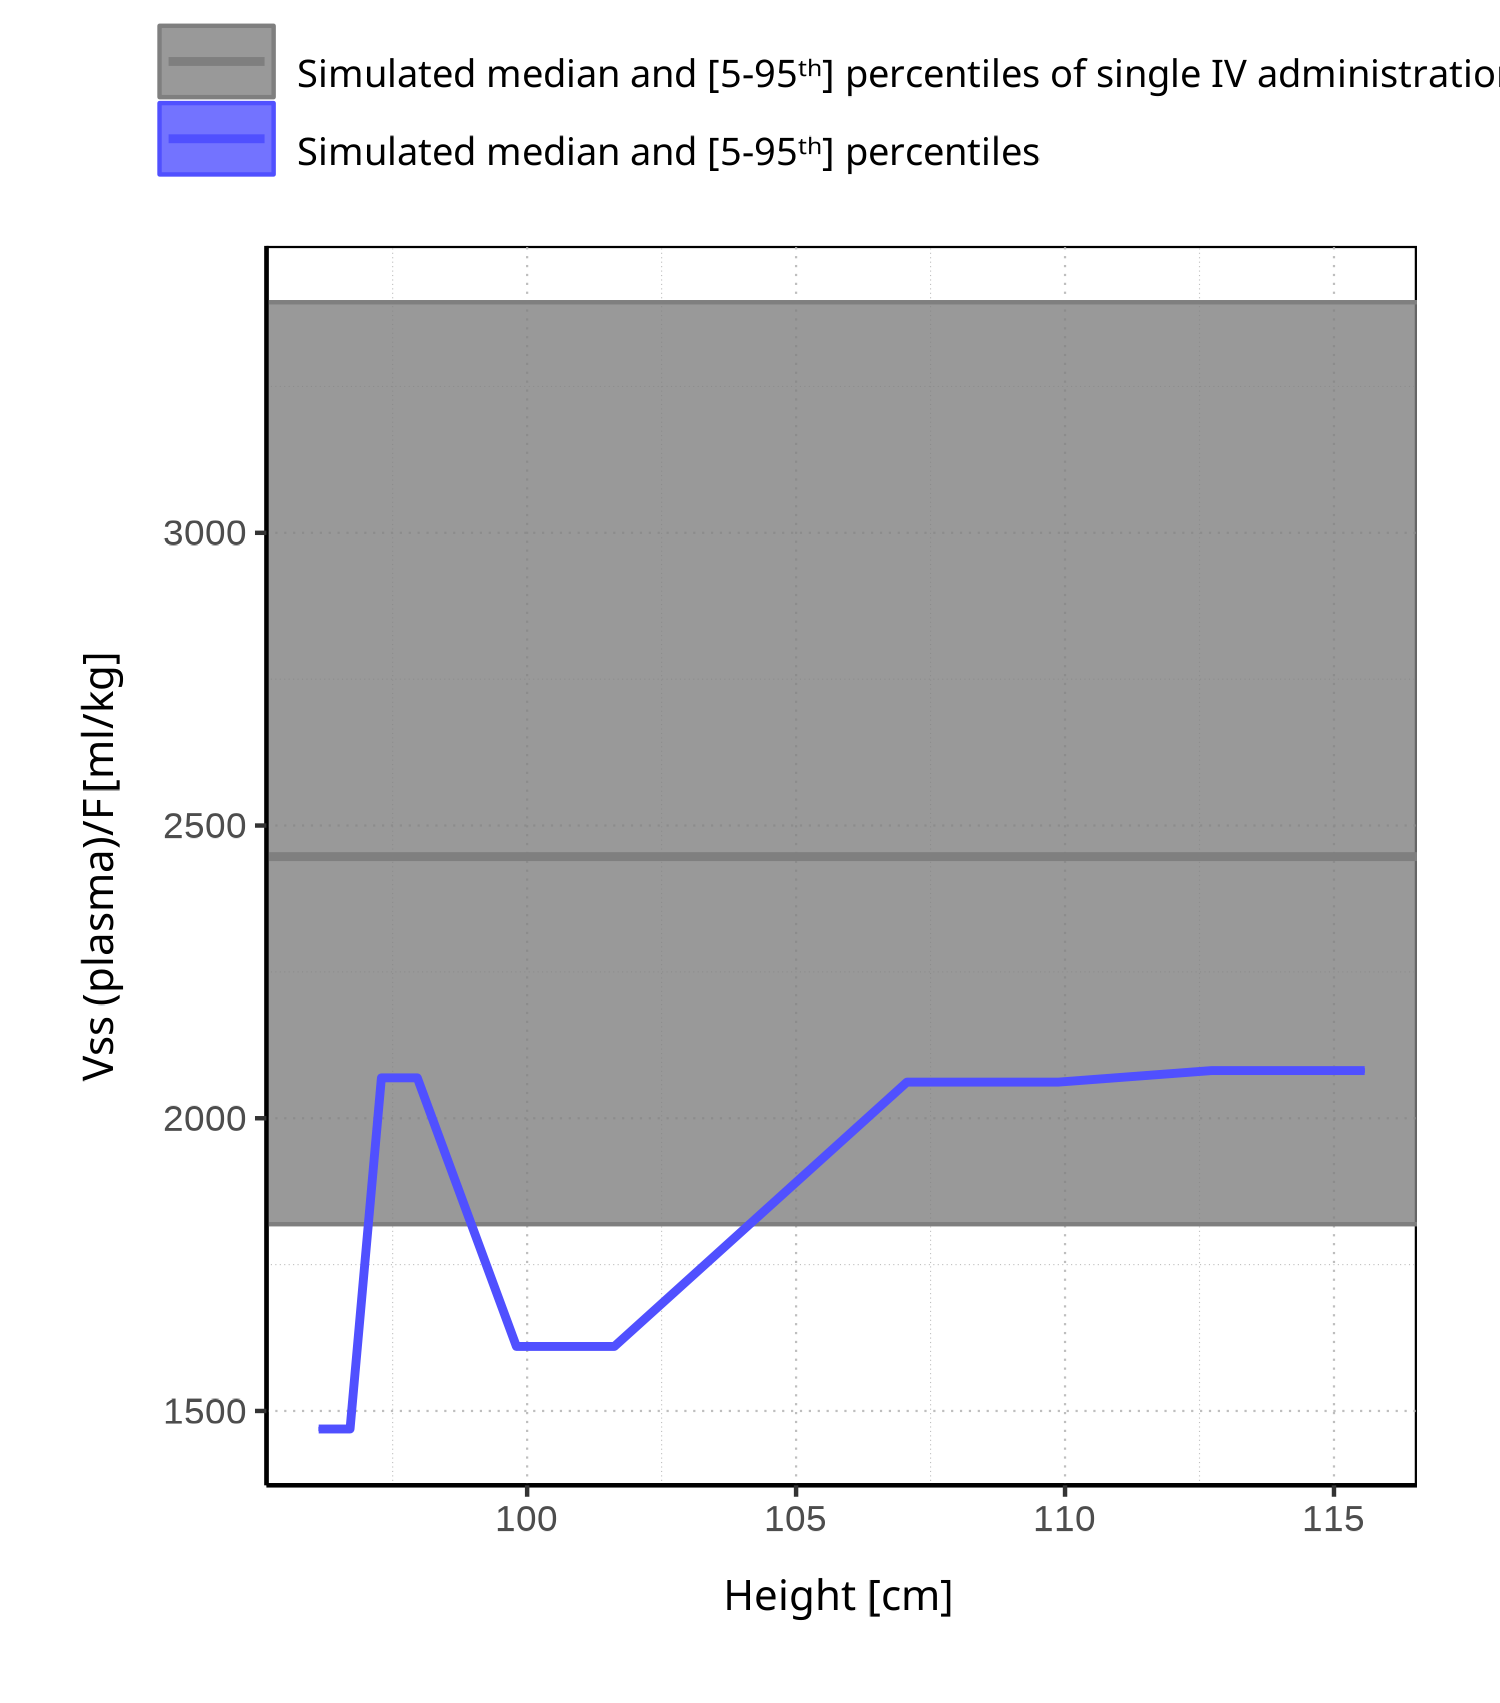 Simulated median and [5-95ᵗʰ] percentiles of single IV administration
Simulated median and [5-95ᵗʰ] percentiles
3000
2500
2000
1500
Vss (plasma)/F [ml/kg]
100 105 110 115
Height [cm]